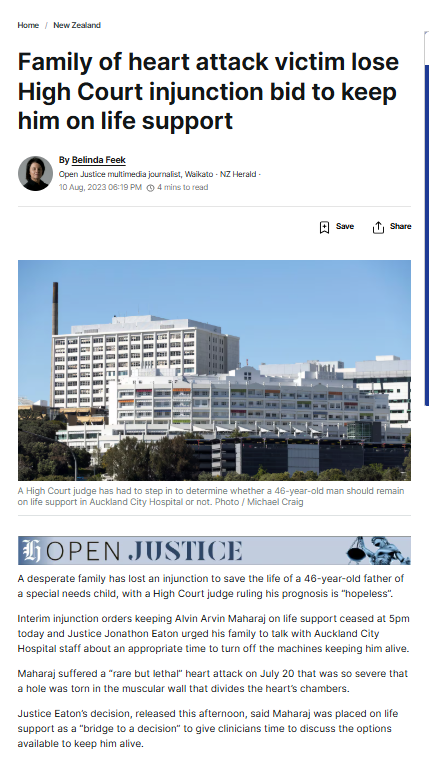 Home / New Zealand
Family of heart attack victim lose
High Court injunction bid to keep
him on life support
By Belinda Feek
Open Justice multimedia journalist, Waikato · NZ Herald ·
10 Aug, 2023 06:19 PM 4 mins to read
Save Share
A High Court judge has had to step in to determine whether a 46-year-old man should remain
on life support in Auckland City Hospital or not. Photo / Michael Craig
OPEN JUSTICE
A desperate family has lost an injunction to save the life of a 46-year-old father of
a special needs child, with a High Court judge ruling his prognosis is "hopeless".
Interim injunction orders keeping Alvin Arvin Maharaj on life support ceased at 5pm
today and Justice Jonathon Eaton urged his family to talk with Auckland City
Hospital staff about an appropriate time to turn off the machines keeping him alive.
Maharaj suffered a "rare but lethal" heart attack on July 20 that was so severe that
a hole was torn in the muscular wall that divides the heart's chambers.
Justice Eaton's decision, released this afternoon, said Maharaj was placed on life
support as a "bridge to a decision" to give clinicians time to discuss the options
available to keep him alive.